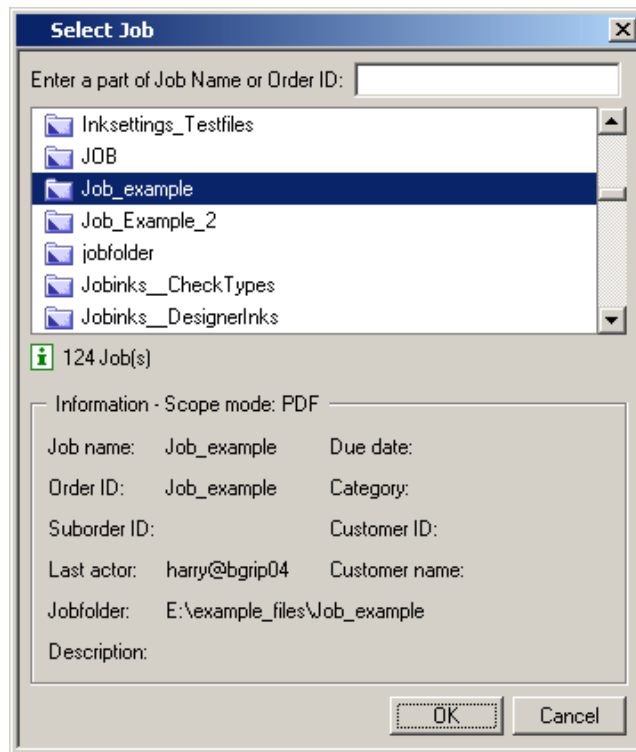 Select Job
Enter a part of Job Name or Order ID:
Inksettings_Testfiles
JOB
Job_example
Job_Example_2
jobfolder
Jobinks__CheckTypes
Jobinks__DesignerInks
124 Job(s)
Information - Scope mode: PDF
Job name: Job_example Due date:
Order ID: Job_example Category:
Suborder ID: Customer ID:
Last actor: harry@bgrip04 Customer name:
Jobfolder: E:\example_files\Job_example
Description:
OK Cancel